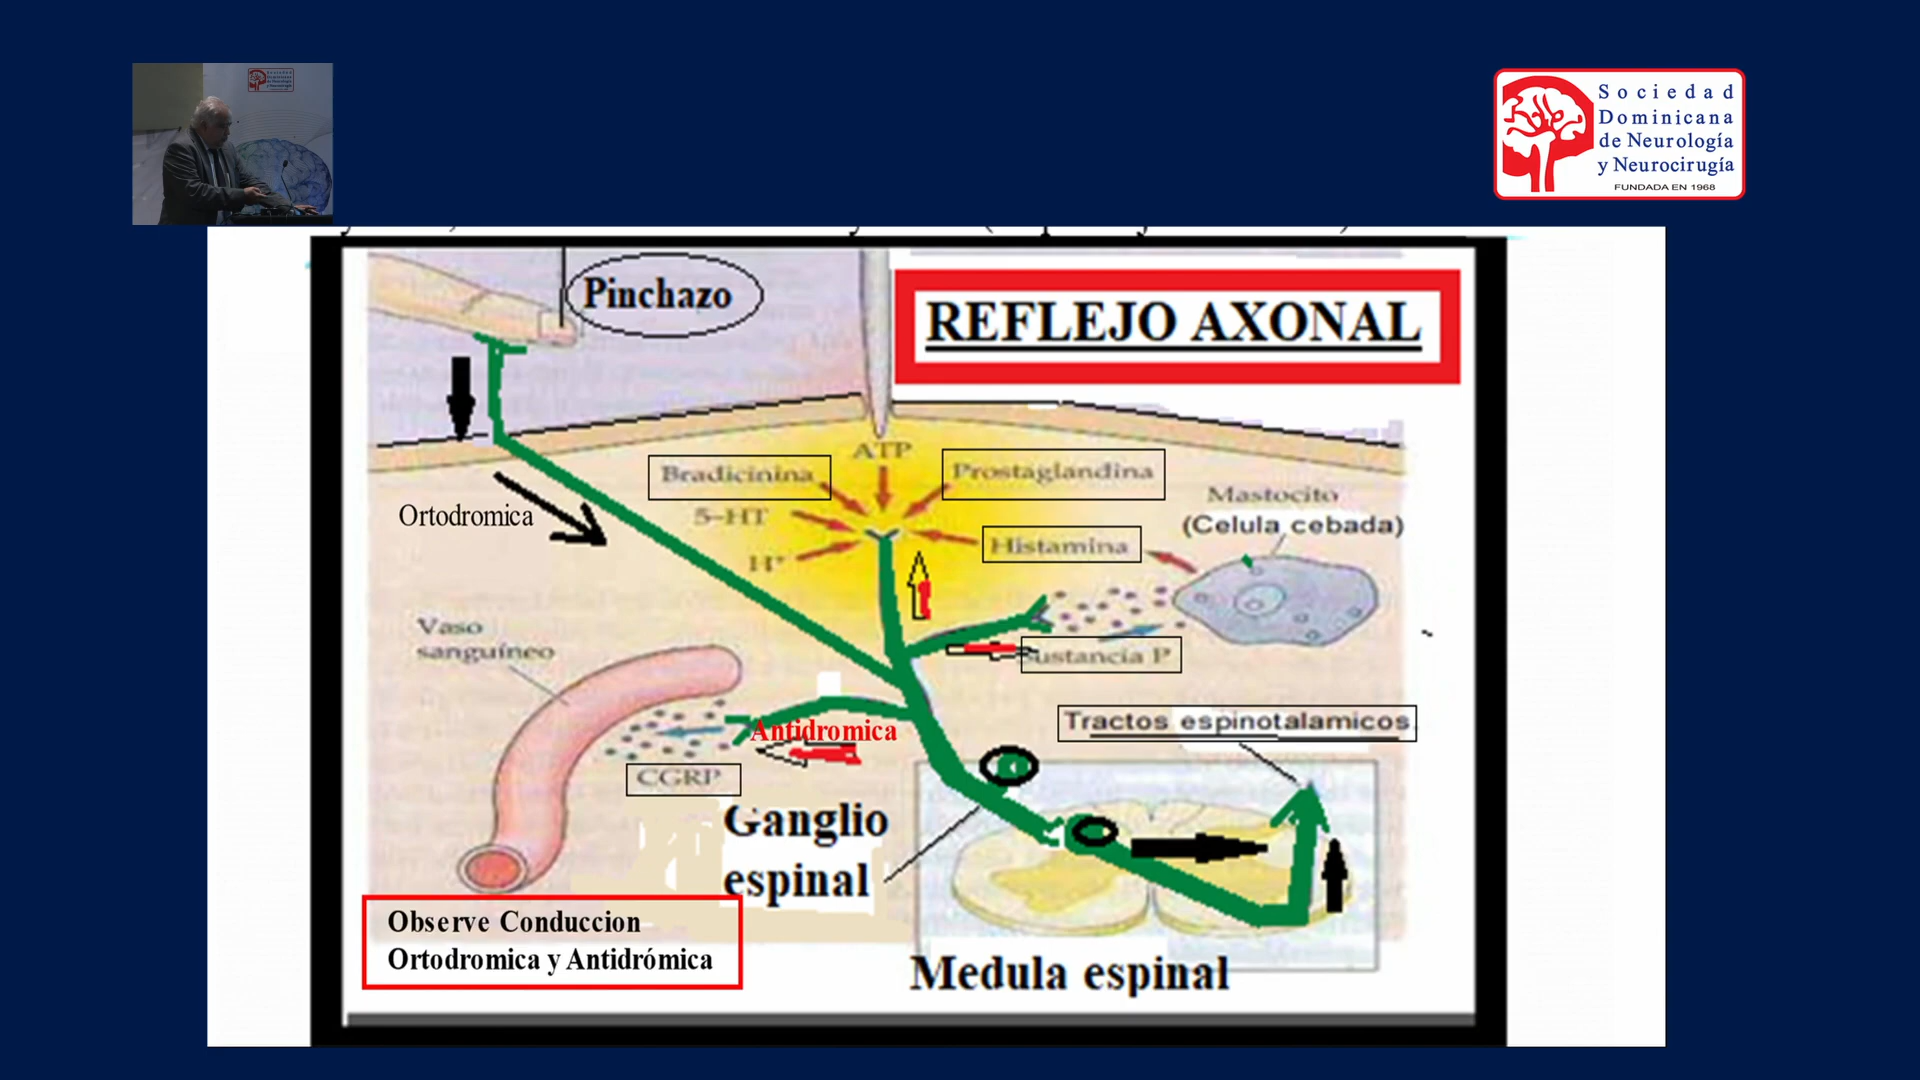 Sociedad
Dominicana
de Neurología
y Neurocirugía
FUNDADA EN 1968
Pinchazo
REFLEJO AXONAL
ATP
Bradicinina
Prostaglandina
5-HT
Histamina
H⁺
Mastocito
(Celula cebada)
Ortodromica
Vaso
sanguíneo
Sustancia P
Tractos espinotalamicos
Antidromica
CGRP
Ganglio
espinal
Observe Conduccion
Ortodromica y Antidrómica
Medula espinal